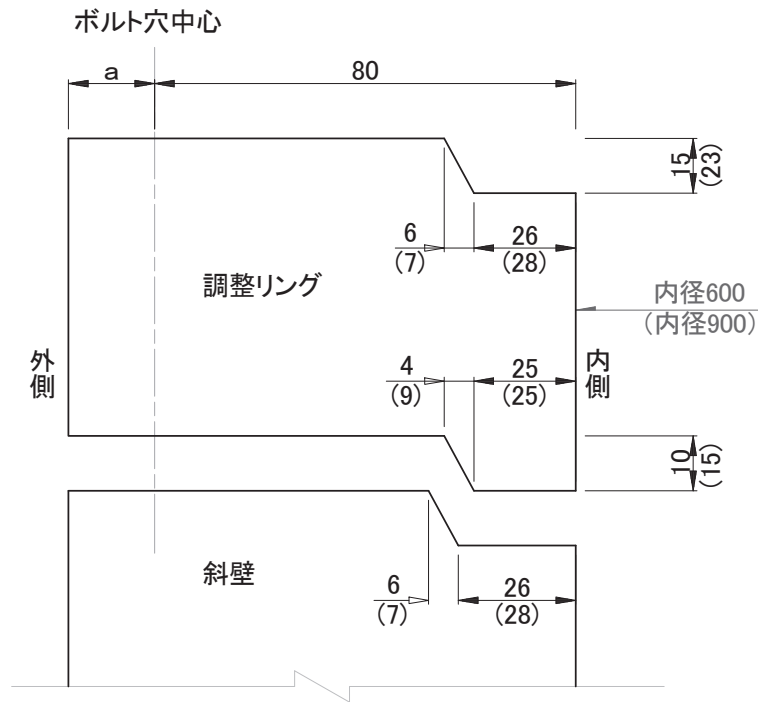 ボルト穴中心
a
80
15
(23)
6
(7)
26
(28)
調整リング
内径600
(内径900)
外側
4
(9)
25
(25)
内側
10
(15)
斜壁
6
(7)
26
(28)